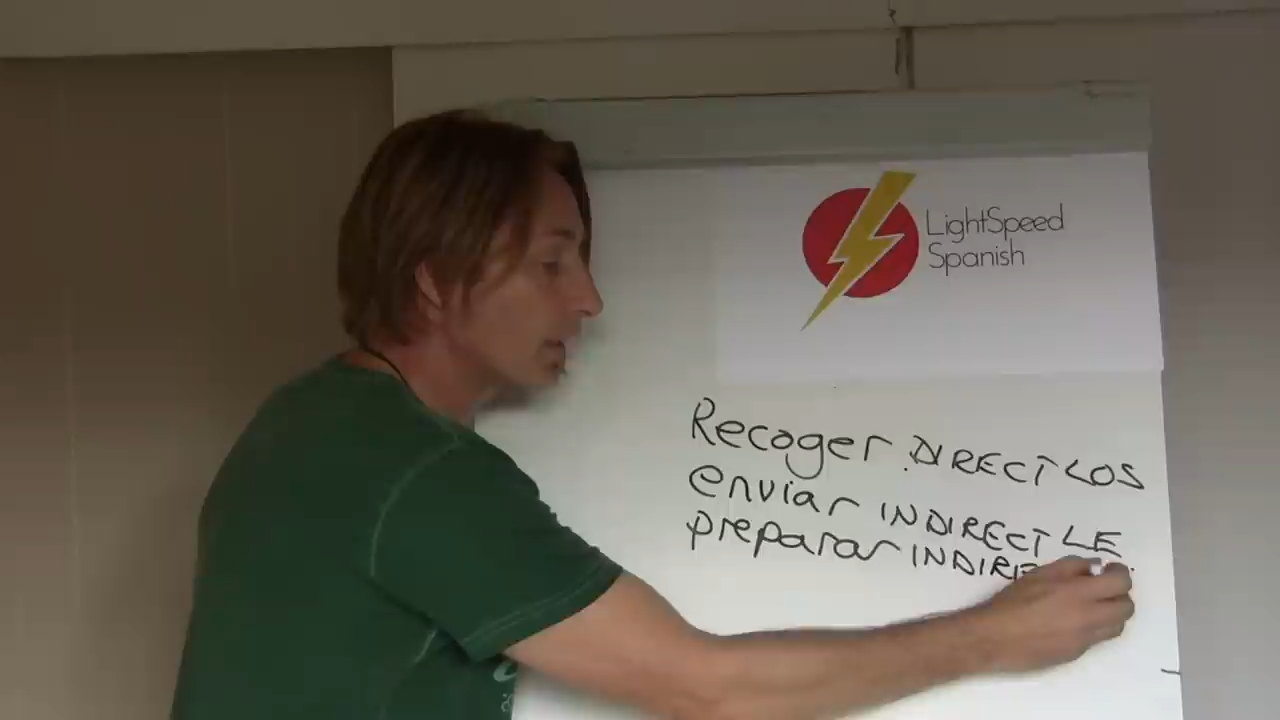 LightSpeed
Spanish
Recoger DIRECT LOS
enviar INDIRECT LE
preparar